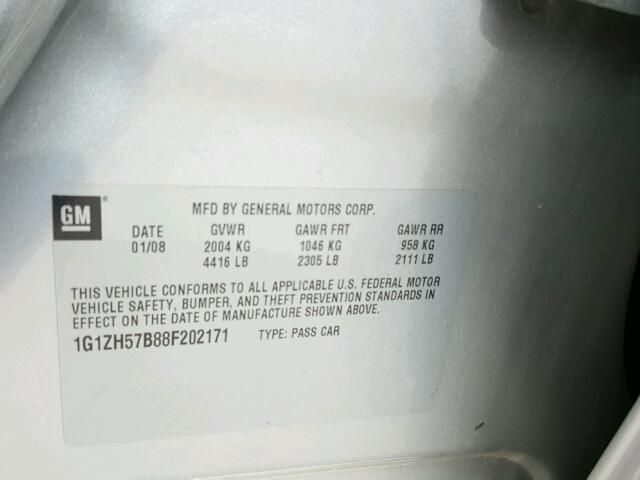 GM
MFD BY GENERAL MOTORS CORP.
DATE GVWR GAWR FRT GAWR RR
01/08 2004 KG 1046 KG 958 KG
4416 LB 2305 LB 2111 LB
THIS VEHICLE CONFORMS TO ALL APPLICABLE U.S. FEDERAL MOTOR
VEHICLE SAFETY, BUMPER, AND THEFT PREVENTION STANDARDS IN
EFFECT ON THE DATE OF MANUFACTURE SHOWN ABOVE.
1G1ZH57B88F202171 TYPE: PASS CAR